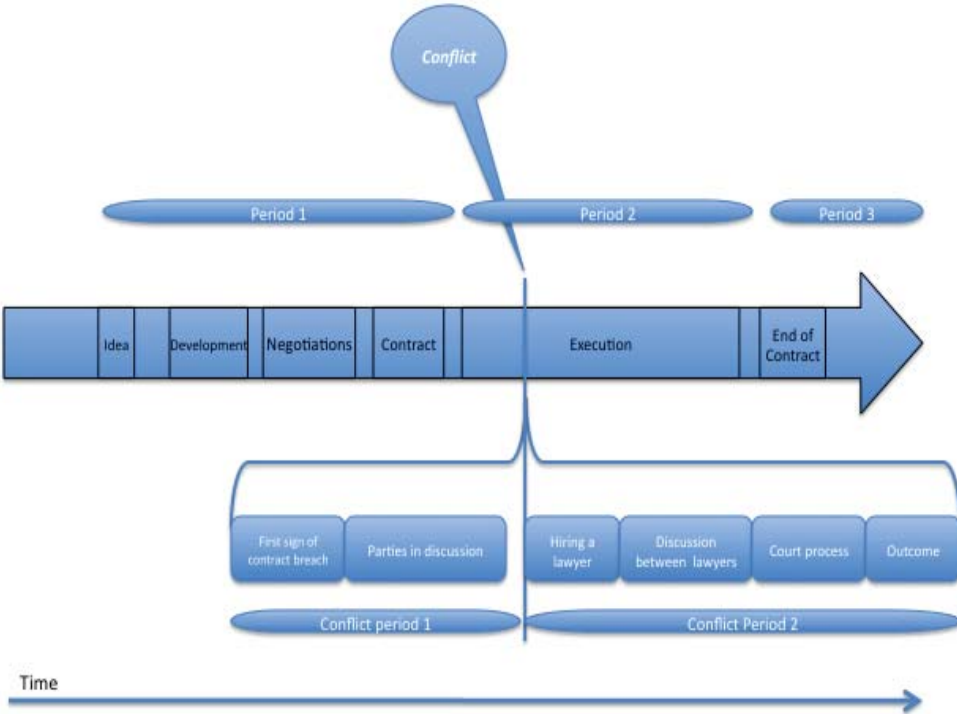 Conflict
Period 1
Period 2
Period 3
Idea
Development
Negotiations
Contract
Execution
End of
Contract
First sign of
contract breach
Parties in discussion
Hiring a
lawyer
Discussion
between lawyers
Court process
Outcome
Conflict period 1
Conflict Period 2
Time